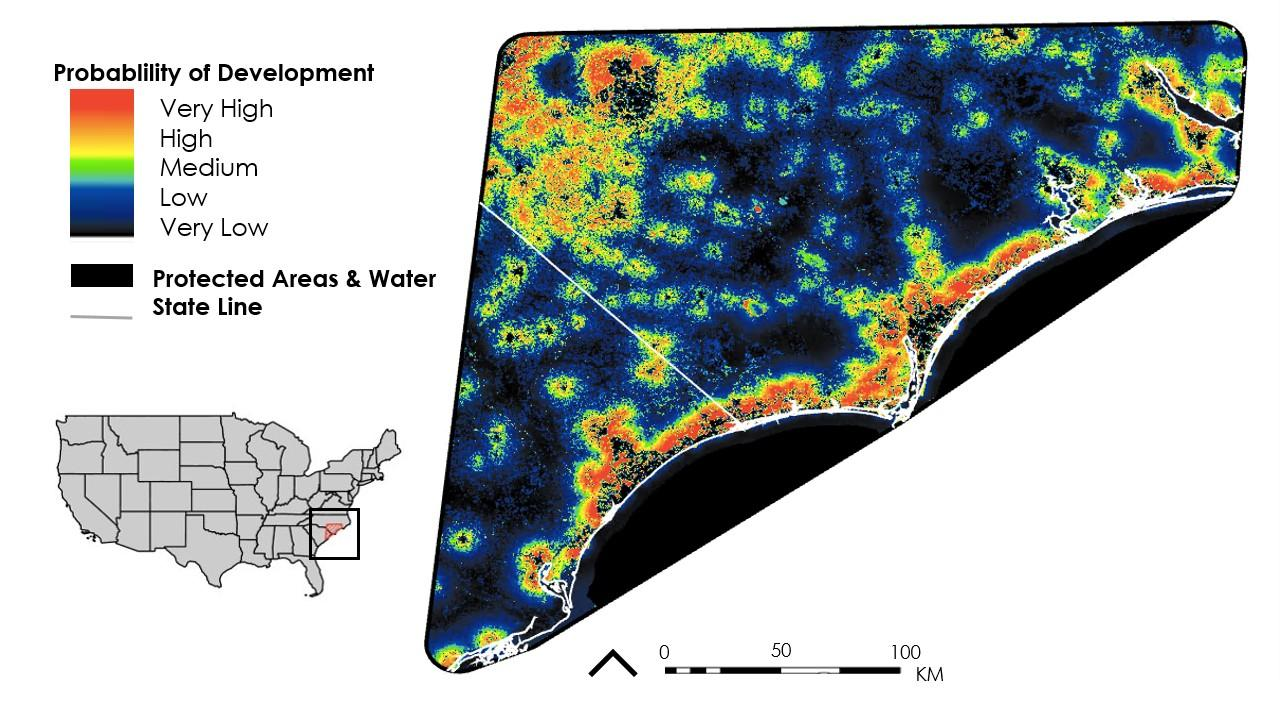 Probablility of Development
Very High
High
Medium
Low
Very Low
Protected Areas & Water
State Line
0 50 100
KM